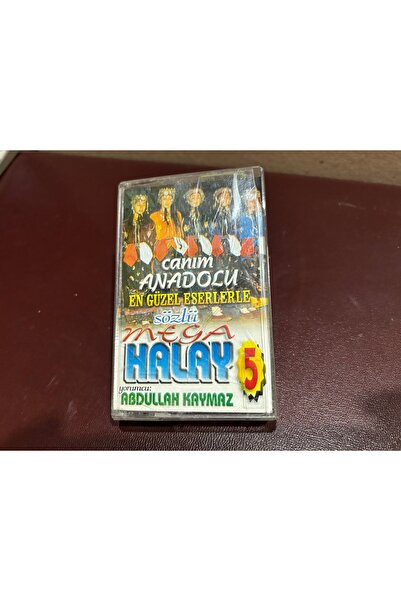 canım
ANADOLU
EN GÜZEL ESERLERLE
sözlü
MEGA
HALAY 5
yorumcu:
ABDULLAH KAYMAZ